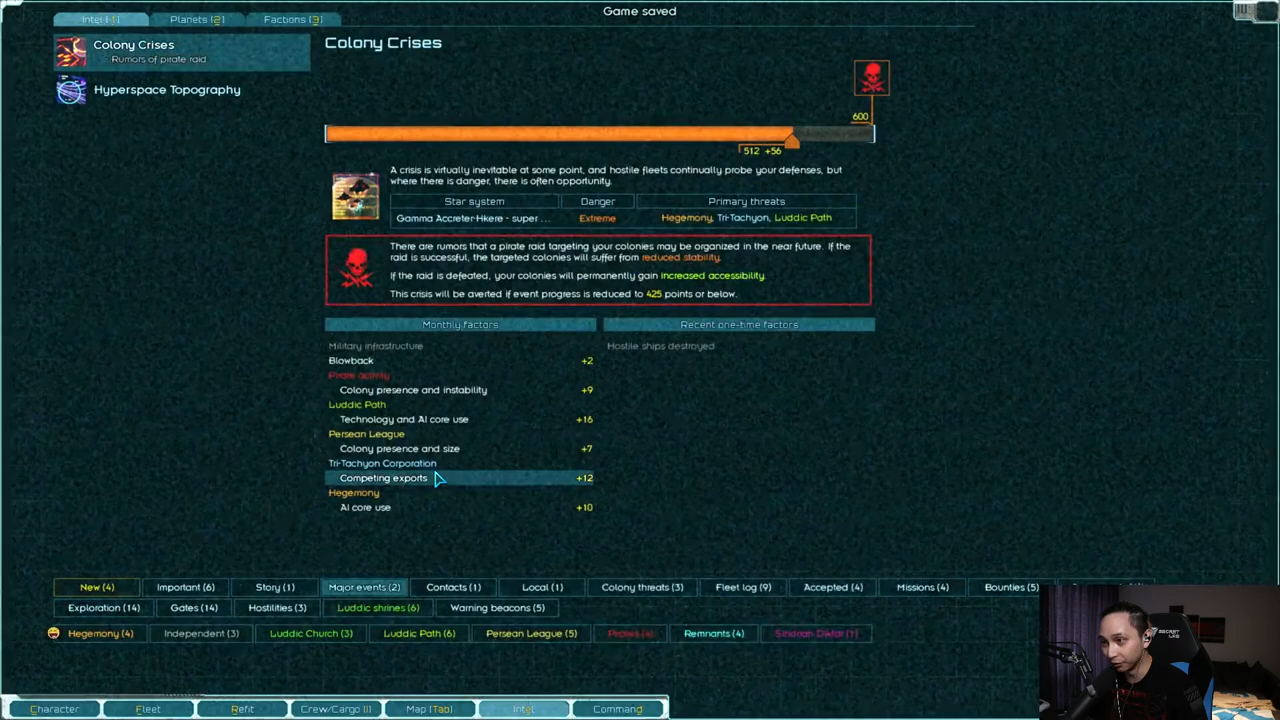 Game saved
Intel [1]
Planets [2]
Factions [3]
Colony Crises
- Rumors of pirate raid
Hyperspace Topography
Colony Crises
600
512 +56
A crisis is virtually inevitable at some point, and hostile fleets continually probe your defenses, but
where there is danger, there is often opportunity.
Star system Danger Primary threats
Gamma Accreter-Hkere - super ... Extreme Hegemony, Tri-Tachyon, Luddic Path
There are rumors that a pirate raid targeting your colonies may be organized in the near future. If the
raid is successful, the targeted colonies will suffer from reduced stability.
If the raid is defeated, your colonies will permanently gain increased accessibility.
This crisis will be averted if event progress is reduced to 425 points or below.
Monthly factors Recent one-time factors
Military infrastructure Hostile ships destroyed
Blowback +2
Pirate activity
Colony presence and instability +9
Luddic Path
Technology and AI core use +16
Persean League
Colony presence and size +7
Tri-Tachyon Corporation
Competing exports +12
Hegemony
AI core use +10
New (4) Important (6) Story (1) Major events (2) Contacts (1) Local (1) Colony threats (3) Fleet log (9) Accepted (4) Missions (4) Bounties (5)
Exploration (14) Gates (14) Hostilities (3) Luddic shrines (6) Warning beacons (5)
Hegemony (4) Independent (3) Luddic Church (3) Luddic Path (6) Persean League (5) Pirates Remnants (4) Sindrian Diktat (1)
Character Fleet Refit Crew/Cargo [I] Map [Tab] Intel Command